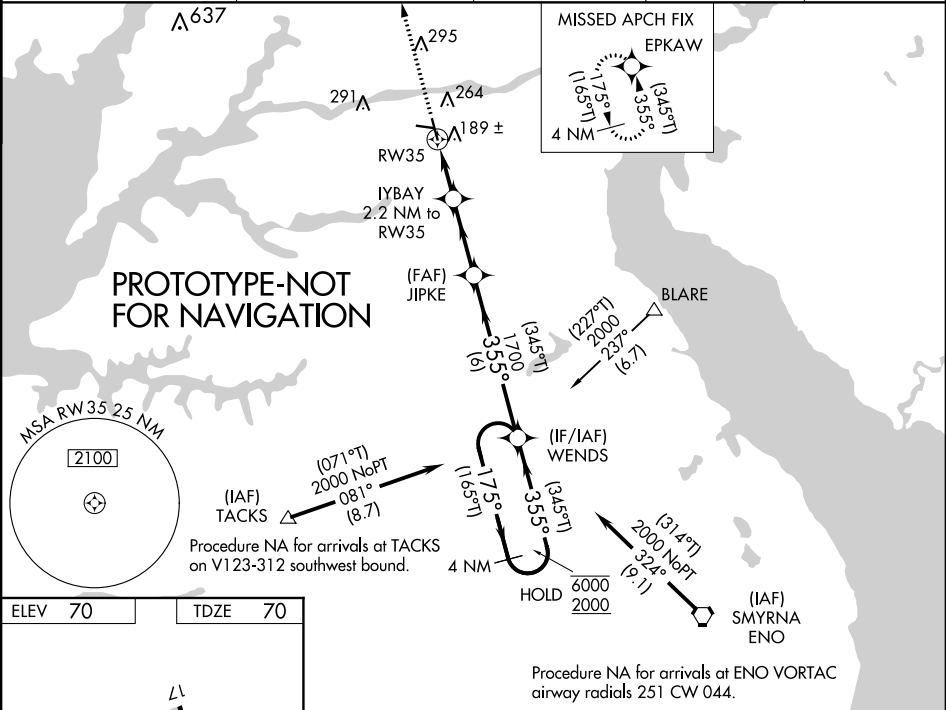 637
295
291
264
189 ±
RW35
IYBAY
2.2 NM to
RW35
(FAF)
JIPKE
MISSED APCH FIX
EPKAW
175°
(165°T)
355°
(345°T)
4 NM
PROTOTYPE-NOT
FOR NAVIGATION
BLARE
(227°T)
2000
237°
(6.7)
(345°T)
1700
355°
(6)
MSA RW35 25 NM
2100
(IF/IAF)
WENDS
(IAF)
TACKS
(071°T)
2000 NoPT
081°
(8.7)
Procedure NA for arrivals at TACKS
on V123-312 southwest bound.
175°
(165°T)
355°
(345°T)
4 NM
HOLD
6000
2000
(314°T)
2000 NoPT
324°
(9.1)
(IAF)
SMYRNA
ENO
Procedure NA for arrivals at ENO VORTAC
airway radials 251 CW 044.
ELEV 70
TDZE 70
17